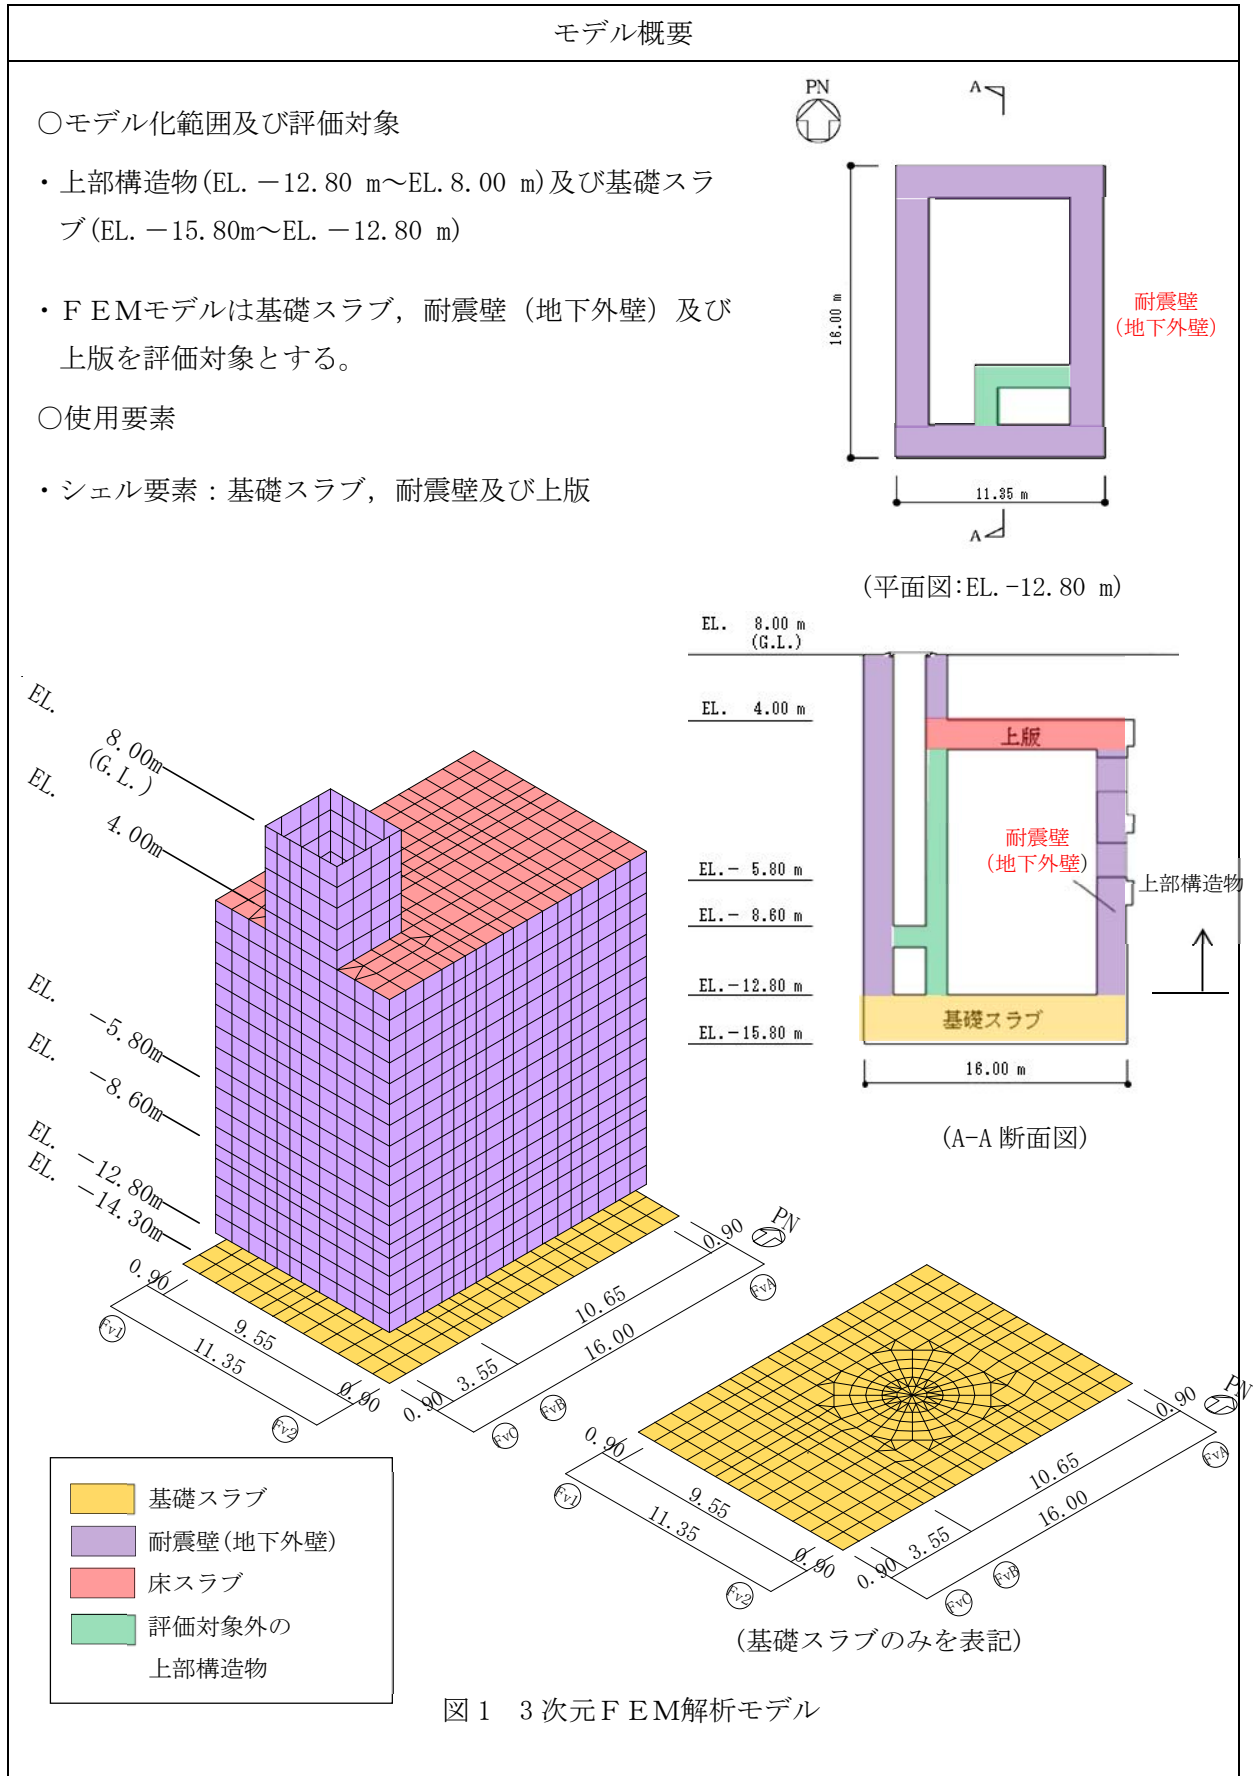 モデル概要
○モデル化範囲及び評価対象
・上部構造物(EL.－12.80 m～EL.8.00 m)及び基礎スラ
ブ(EL.－15.80m～EL.－12.80 m)
・ＦＥＭモデルは基礎スラブ，耐震壁（地下外壁）及び
上版を評価対象とする。
○使用要素
・シェル要素：基礎スラブ，耐震壁及び上版
PN
A
16.00 m
耐震壁
(地下外壁)
11.35 m
A
(平面図:EL.-12.80 m)
EL. 8.00 m
(G.L.)
EL. 4.00 m
上版
耐震壁
(地下外壁)
EL.－ 5.80 m
上部構造物
EL.－ 8.60 m
EL.－12.80 m
基礎スラブ
EL.－15.80 m
16.00 m
(A-A 断面図)
EL. 8.00m
(G.L.)
EL. 4.00m
EL. －5.80m
EL. －8.60m
EL. －12.80m
EL. －14.30m
0.90
9.55
0.90
11.35
Fv1
Fv2
0.90
3.55
10.65
0.90
16.00
FvC
FvB
FvA
PN
0.90
9.55
0.90
11.35
Fv1
Fv2
0.90
3.55
10.65
0.90
16.00
FvC
FvB
FvA
PN
(基礎スラブのみを表記)
基礎スラブ
耐震壁(地下外壁)
床スラブ
評価対象外の
上部構造物
図 1　3 次元ＦＥＭ解析モデル